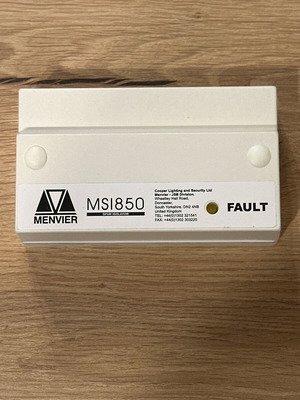 MENVIER
MSI850
SPUR ISOLATOR
Cooper Lighting and Security Ltd
Menvier - JSB Division,
Wheatley Hall Road,
Doncaster,
South Yorkshire, DN2 4NB
United Kingdom
TEL: +44(0)1302 321541
FAX: +44(0)1302 303220
FAULT